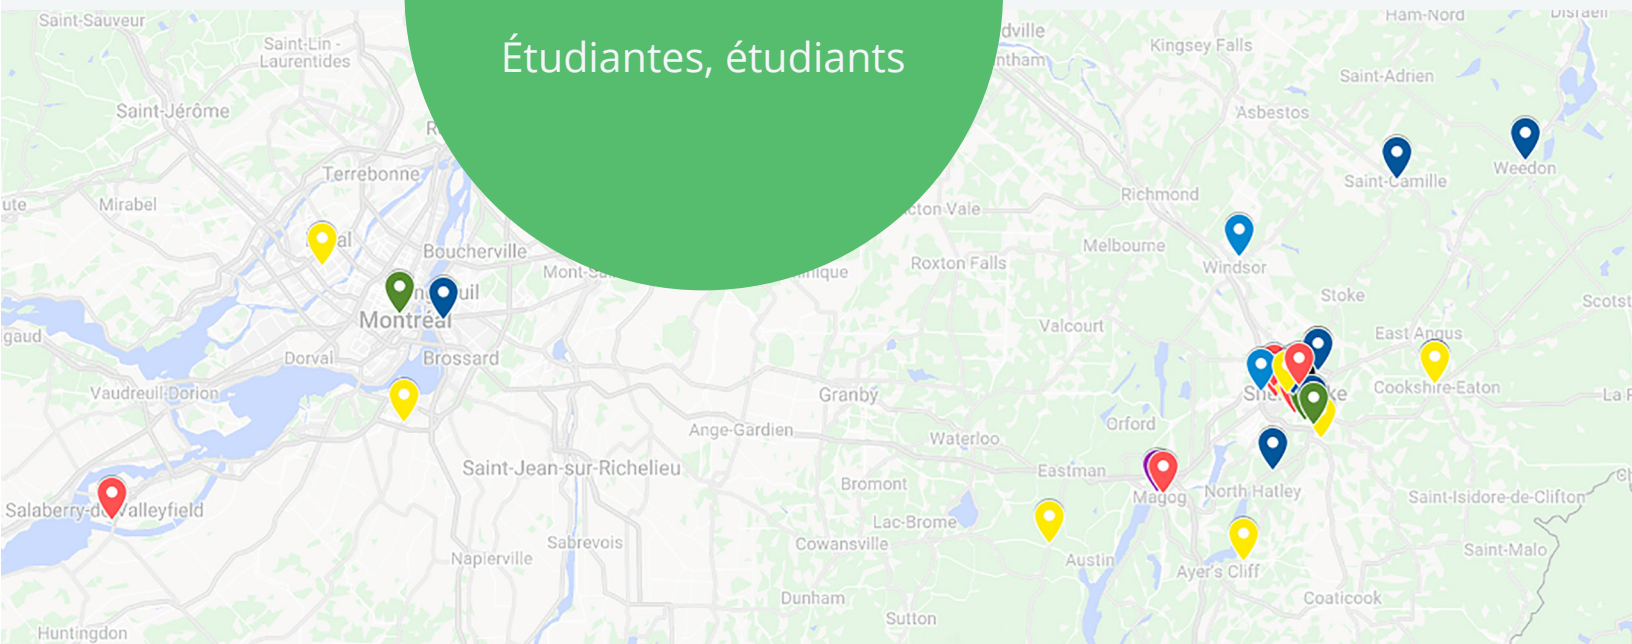 Étudiantes, étudiants
Saint-Sauveur
Saint-Lin -
Laurentides
Saint-Jérôme
Terrebonne
Mirabel
Boucherville
Montréal
Dorval
Brossard
Vaudreuil-Dorion
Saint-Jean-sur-Richelieu
Salaberry-de-Valleyfield
Napierville
Sabrevois
Huntingdon
Ham-Nord
Disraeli
Kingsey Falls
Saint-Adrien
Asbestos
Weedon
Saint-Camille
Richmond
Melbourne
Roxton Falls
Windsor
Stoke
Valcourt
East Angus
Granby
Cookshire-Eaton
Orford
Ange-Gardien
Waterloo
Eastman
Bromont
Magog
North Hatley
Saint-Isidore-de-Clifton
Lac-Brome
Cowansville
Austin
Ayer's Cliff
Saint-Malo
Dunham
Coaticook
Sutton